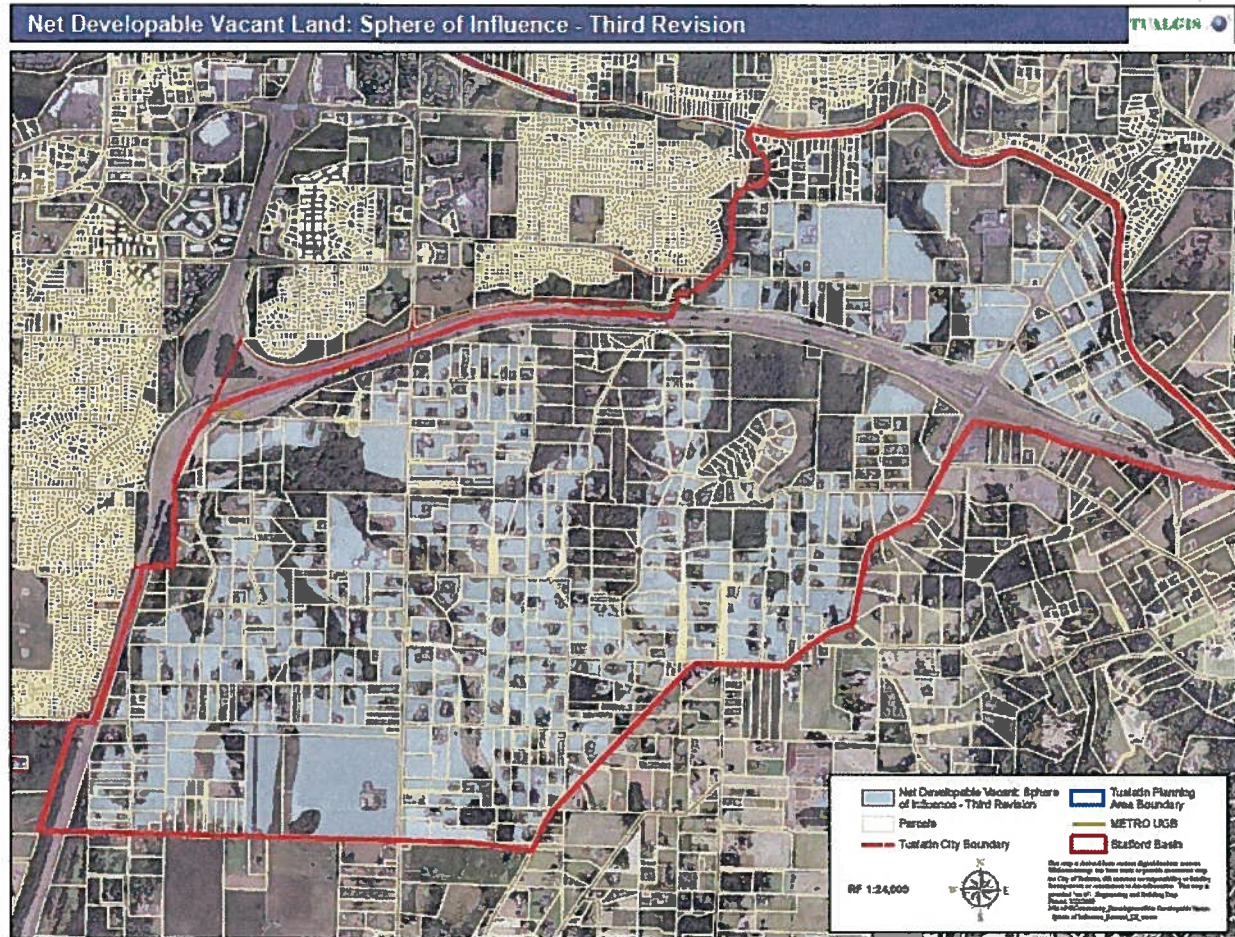 Net Developable Vacant Land: Sphere of Influence - Third Revision
TUALGIS
Net Developable Vacant: Sphere
of Influence - Third Revision
Parcels
Tualatin City Boundary
Tualatin Planning
Area Boundary
METRO UGB
Stafford Basin
RF 1:24,000
N
W
E
S